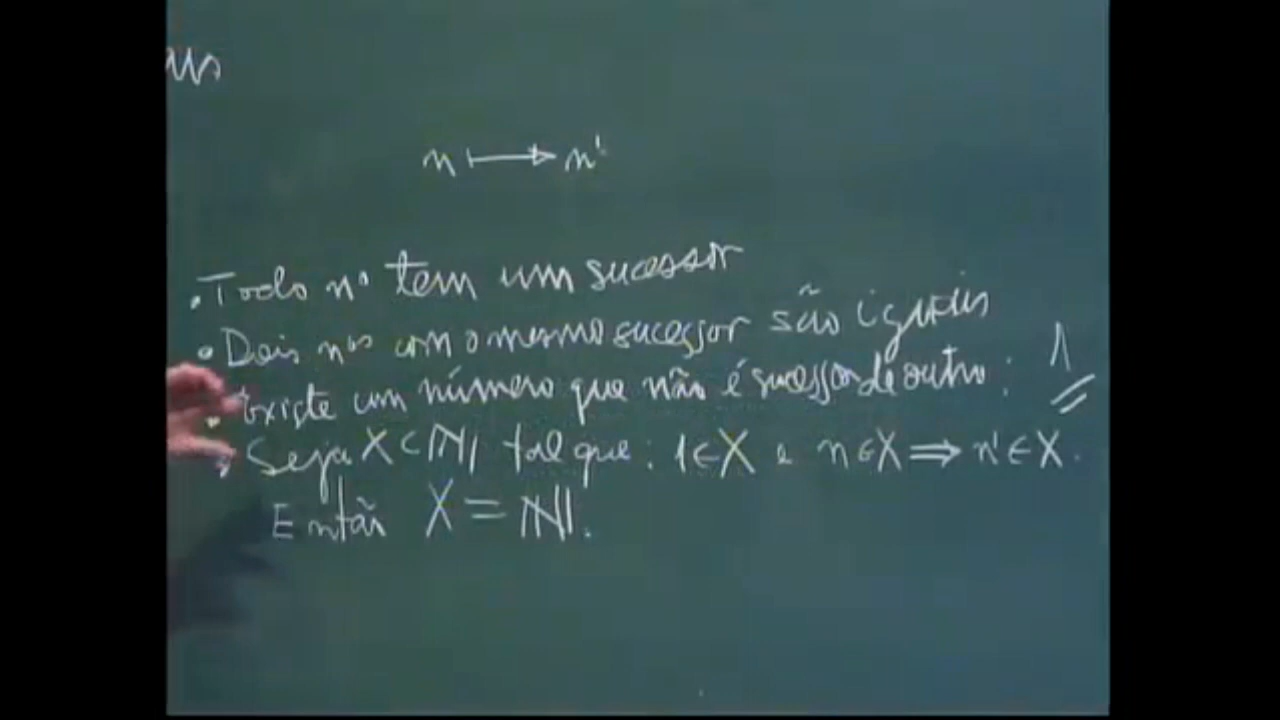 n ↦ n'
• Todo nº tem um sucessor
• Dois nos com o mesmo sucessor são iguais
• Existe um número que não é sucessor de outro : 1
• Seja X ⊂ ℕ tal que : 1 ∈ X e n ∈ X ⟹ n' ∈ X.
Então X = ℕ.